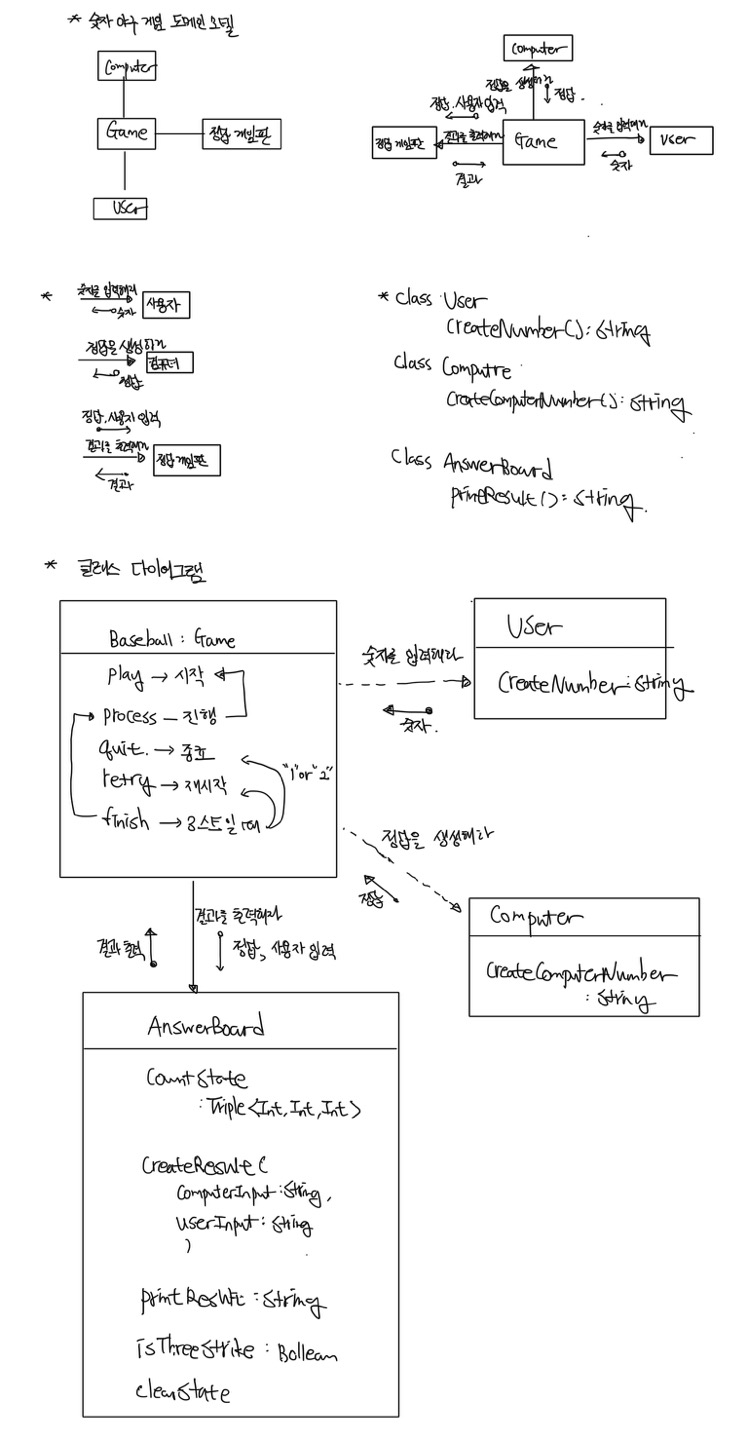 * 숫자 야구 게임 도메인 모델
Computer
Game
정답 게임판
User
Computer
정답을 생성하라
정답.
정답, 사용자 입력
정답 게임판
결과를 출력해라
Game
숫자를 입력해라
User
결과
숫자
*
숫자를 입력해라
사용자
숫자
정답을 생성하라
컴퓨터
정답
정답, 사용자 입력
결과를 출력해라
정답 게임판
결과
* Class User
CreateNumber(): String
Class Computre
CreateComputerNumber(): String
Class AnswerBoard
printResult(): String.
* 클래스 다이어그램
Baseball : Game
play → 시작
process – 진행
quit. → 종료
retry → 재시작
finish → 3스트일 때
"1" or "2"
숫자를 입력해라
숫자.
User
CreateNumber: String
정답을 생성해라
정답
Computer
CreateComputerNumber
: String
결과를 출력해라
결과 출력
정답, 사용자 입력
AnswerBoard
CountState
: Triple<Int, Int, Int>
CreateResult(
ComputerInput : String,
UserInput : String
)
printResult : String
isThreeStrike : Bollean
clearState